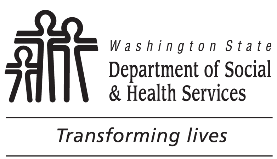 Washington State
Department of Social
& Health Services
Transforming lives